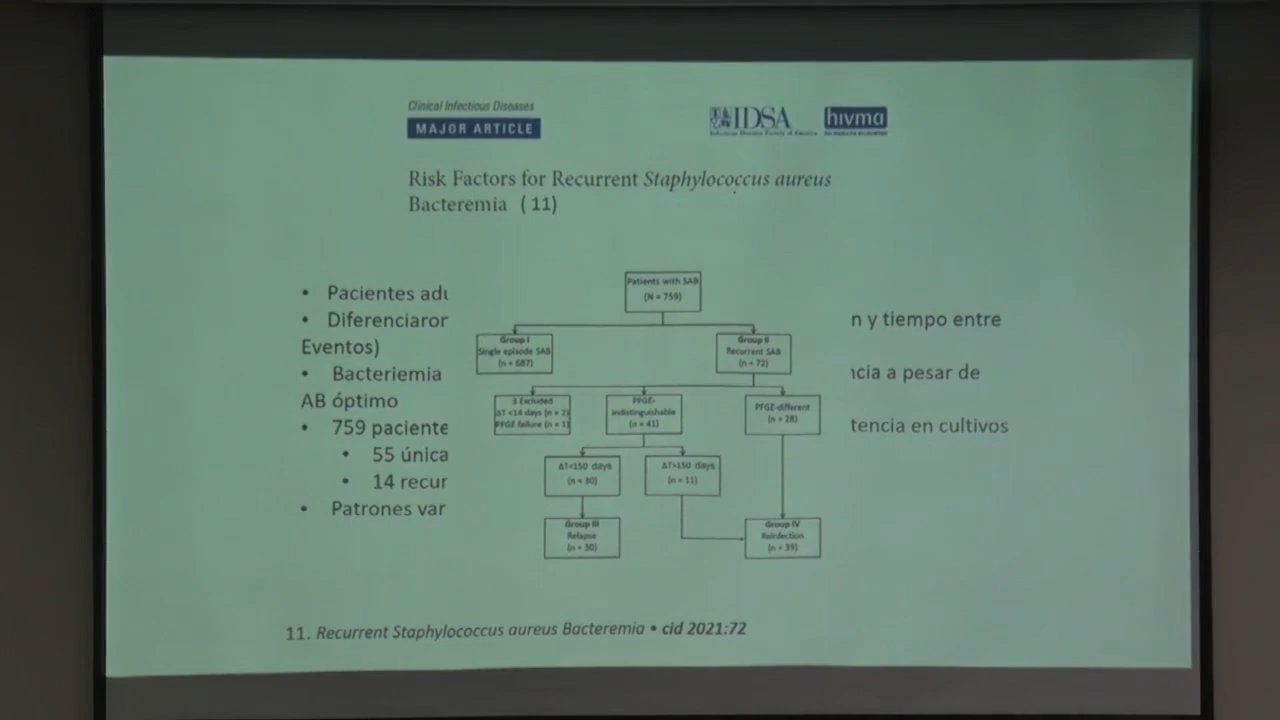 Clinical Infectious Diseases
MAJOR ARTICLE
IDSA
hivma
Risk Factors for Recurrent Staphylococcus aureus
Bacteremia ( 11)
• Pacientes adu
• Diferenciaron
n y tiempo entre
Eventos)
• Bacteriemia
ncia a pesar de
AB óptimo
• 759 paciente
tencia en cultivos
• 55 única
• 14 recur
• Patrones var
Patients with SAB
(N = 759)
Group I
Single episode SAB
(n = 687)
Group II
Recurrent SAB
(n = 72)
3 Excluded
ΔT <14 days (n = 2)
PFGE failure (n = 1)
PFGE-
indistinguishable
(n = 41)
PFGE-different
(n = 28)
ΔT<150 days
(n = 30)
ΔT>150 days
(n = 11)
Group III
Relapse
(n = 30)
Group IV
Reinfection
(n = 39)
11. Recurrent Staphylococcus aureus Bacteremia • cid 2021:72